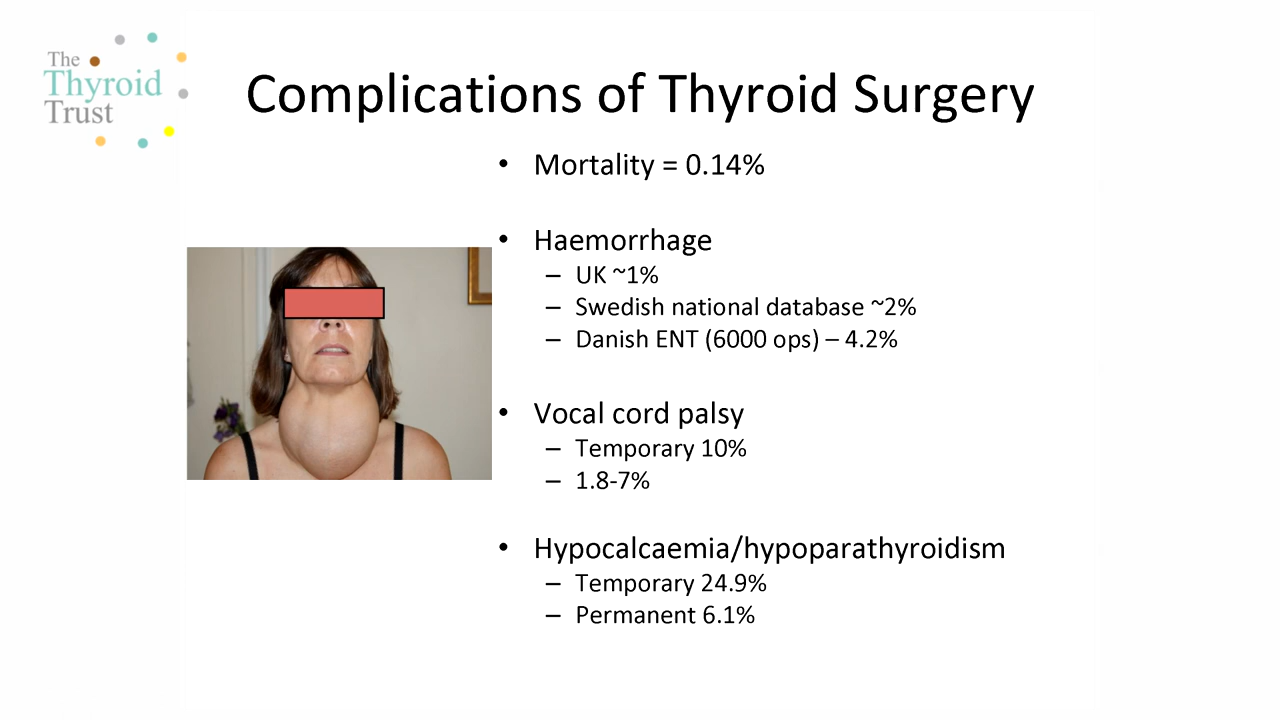 The
Thyroid
Trust
Complications of Thyroid Surgery
• Mortality = 0.14%
• Haemorrhage
– UK ~1%
– Swedish national database ~2%
– Danish ENT (6000 ops) – 4.2%
• Vocal cord palsy
– Temporary 10%
– 1.8-7%
• Hypocalcaemia/hypoparathyroidism
– Temporary 24.9%
– Permanent 6.1%